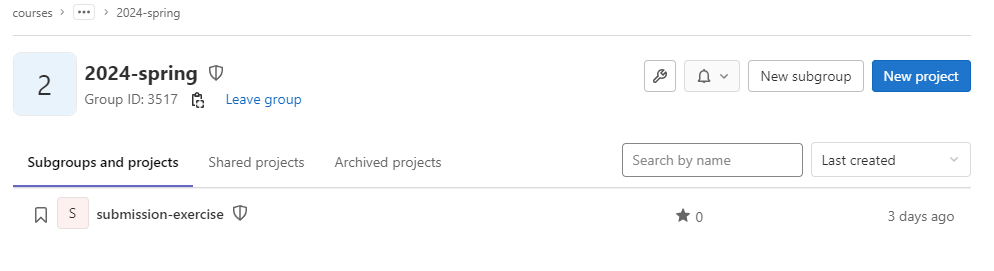 courses > ••• > 2024-spring
2
2024-spring
Group ID: 3517 Leave group
New subgroup
New project
Subgroups and projects Shared projects Archived projects
Search by name
Last created
S submission-exercise
0
3 days ago